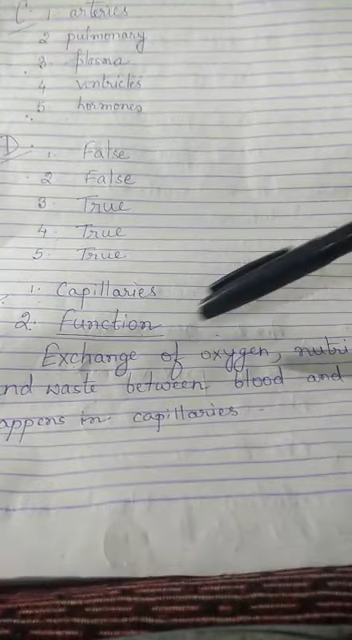 C. 1. arteries
2 pulmonary
3. plasma
4 ventricles
5 hormones
D. 1. False
2 False
3. True
4. True
5. True
1. Capillaries
2. Function
Exchange of oxygen, nutri
nd waste between blood and
appens in capillaries.